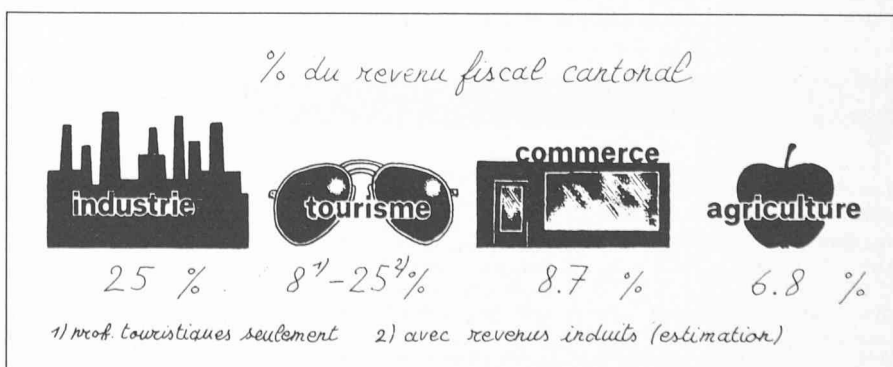 % du revenu fiscal cantonal
industrie
tourisme
commerce
agriculture
25 %
8¹⁾-25²⁾%
8.7 %
6.8 %
1) prof. touristiques seulement 2) avec revenus induits (estimation)